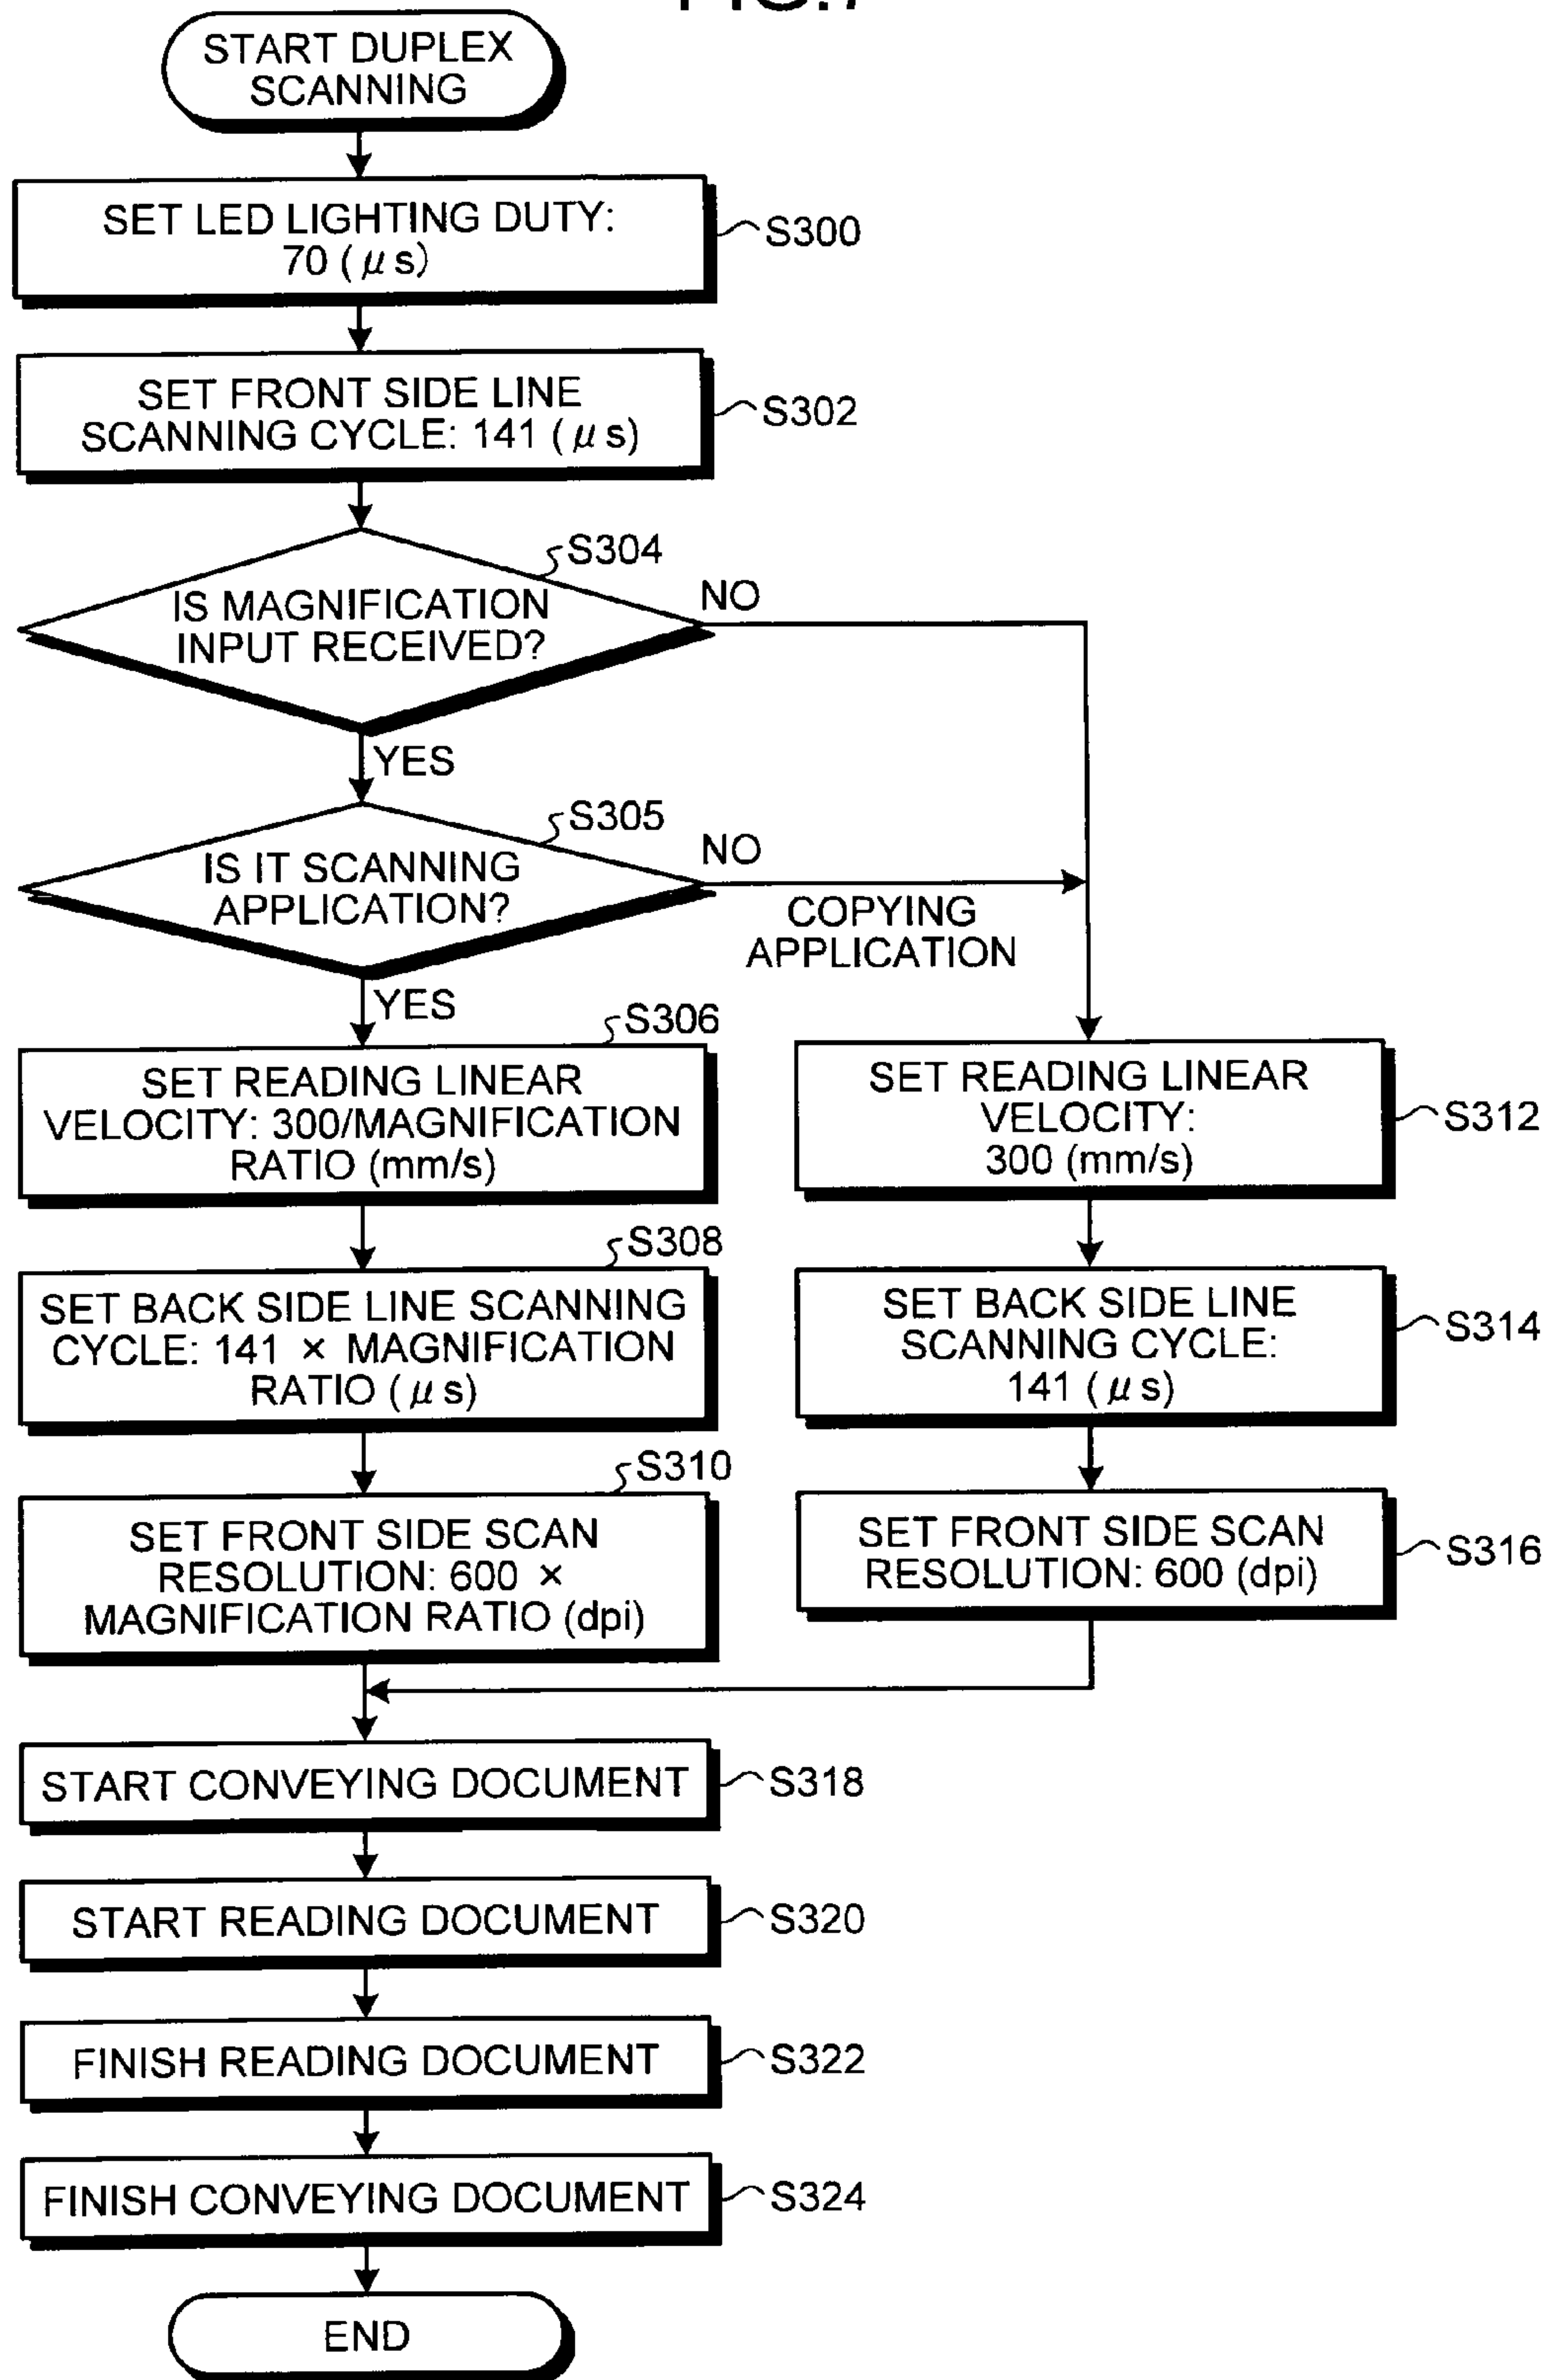 START DUPLEX
SCANNING
SET LED LIGHTING DUTY:
70 (μs)
S300
SET FRONT SIDE LINE
SCANNING CYCLE: 141 (μs)
S302
S304
IS MAGNIFICATION
INPUT RECEIVED?
NO
YES
S305
IS IT SCANNING
APPLICATION?
NO
COPYING
APPLICATION
YES
S306
SET READING LINEAR
VELOCITY: 300/MAGNIFICATION
RATIO (mm/s)
SET READING LINEAR
VELOCITY:
300 (mm/s)
S312
S308
SET BACK SIDE LINE SCANNING
CYCLE: 141 × MAGNIFICATION
RATIO (μs)
SET BACK SIDE LINE
SCANNING CYCLE:
141 (μs)
S314
S310
SET FRONT SIDE SCAN
RESOLUTION: 600 ×
MAGNIFICATION RATIO (dpi)
SET FRONT SIDE SCAN
RESOLUTION: 600 (dpi)
S316
START CONVEYING DOCUMENT
S318
START READING DOCUMENT
S320
FINISH READING DOCUMENT
S322
FINISH CONVEYING DOCUMENT
S324
END